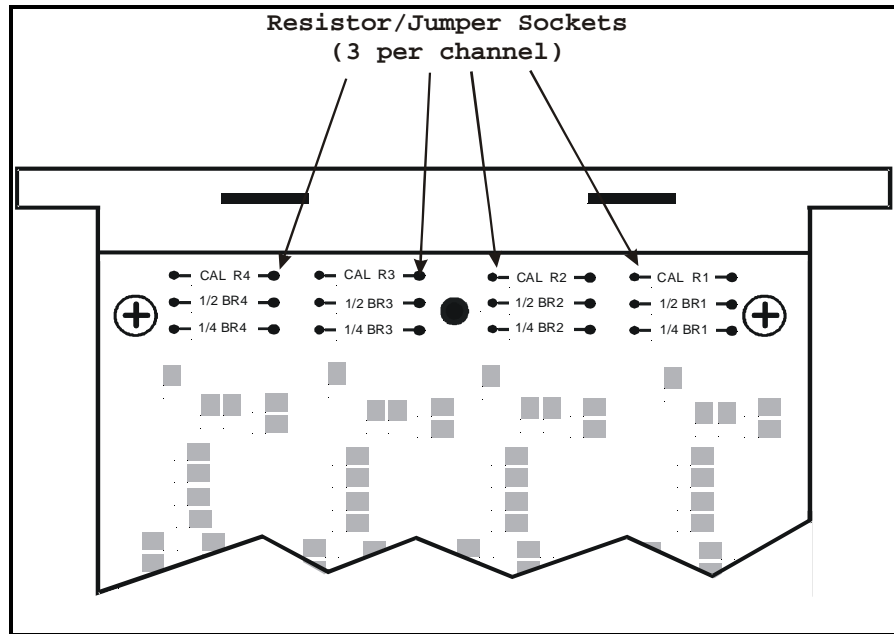 Resistor/Jumper Sockets
(3 per channel)
CAL R4 CAL R3 CAL R2 CAL R1
1/2 BR4 1/2 BR3 1/2 BR2 1/2 BR1
1/4 BR4 1/4 BR3 1/4 BR2 1/4 BR1